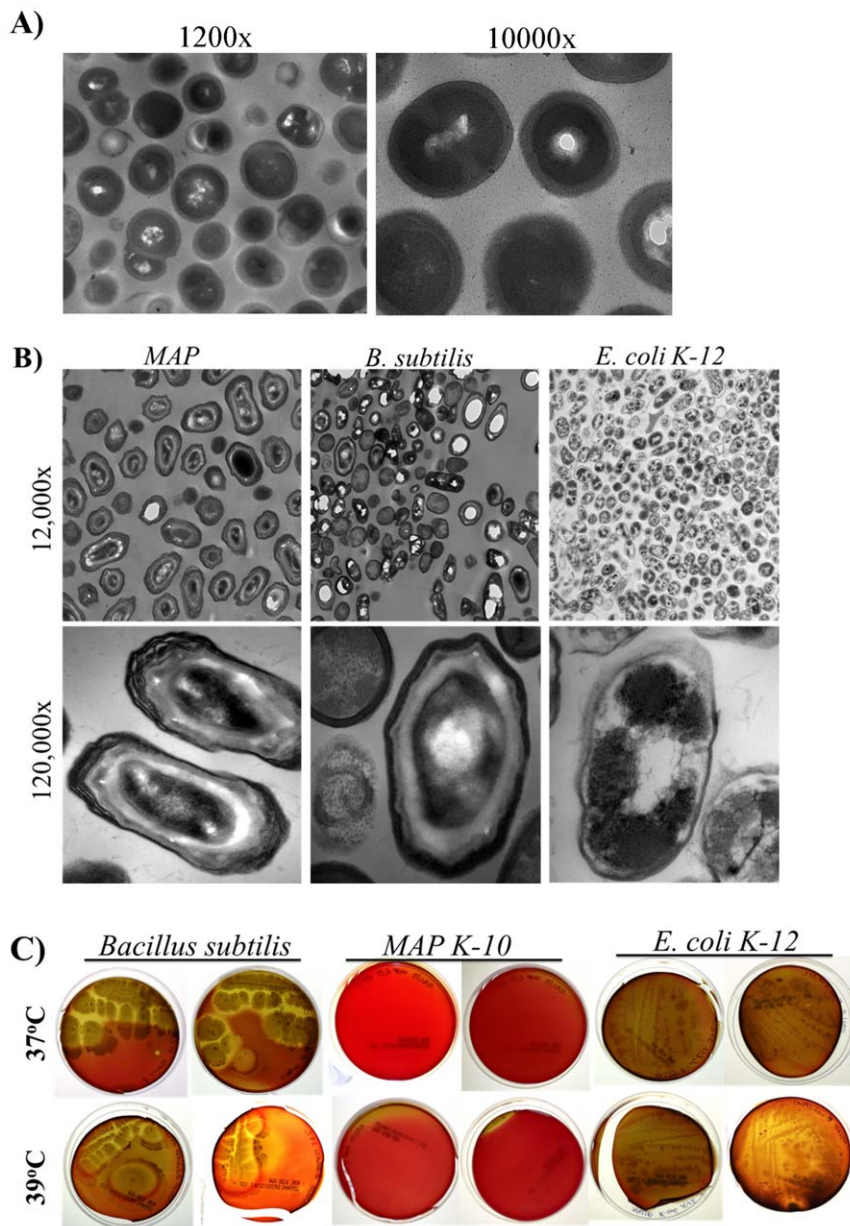 A)
1200x
10000x
B)
MAP
B. subtilis
E. coli K-12
12,000x
120,000x
C)
Bacillus subtilis
MAP K-10
E. coli K-12
37ºC
39ºC